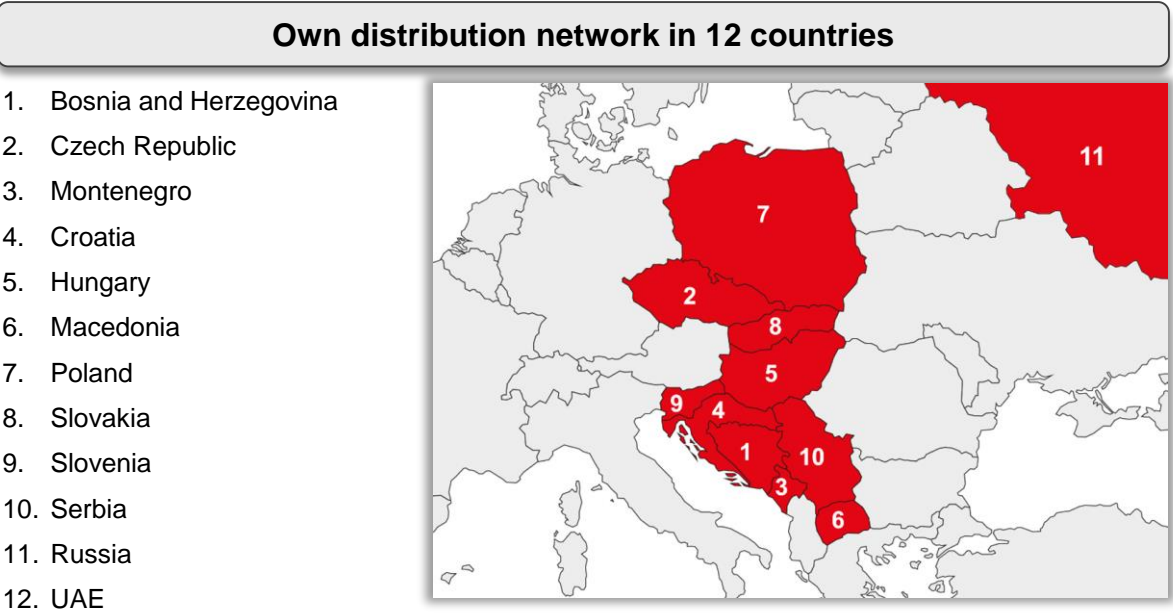 Own distribution network in 12 countries
1. Bosnia and Herzegovina
2. Czech Republic
3. Montenegro
4. Croatia
5. Hungary
6. Macedonia
7. Poland
8. Slovakia
9. Slovenia
10. Serbia
11. Russia
12. UAE
11
7
2
8
5
9
4
1
10
3
6